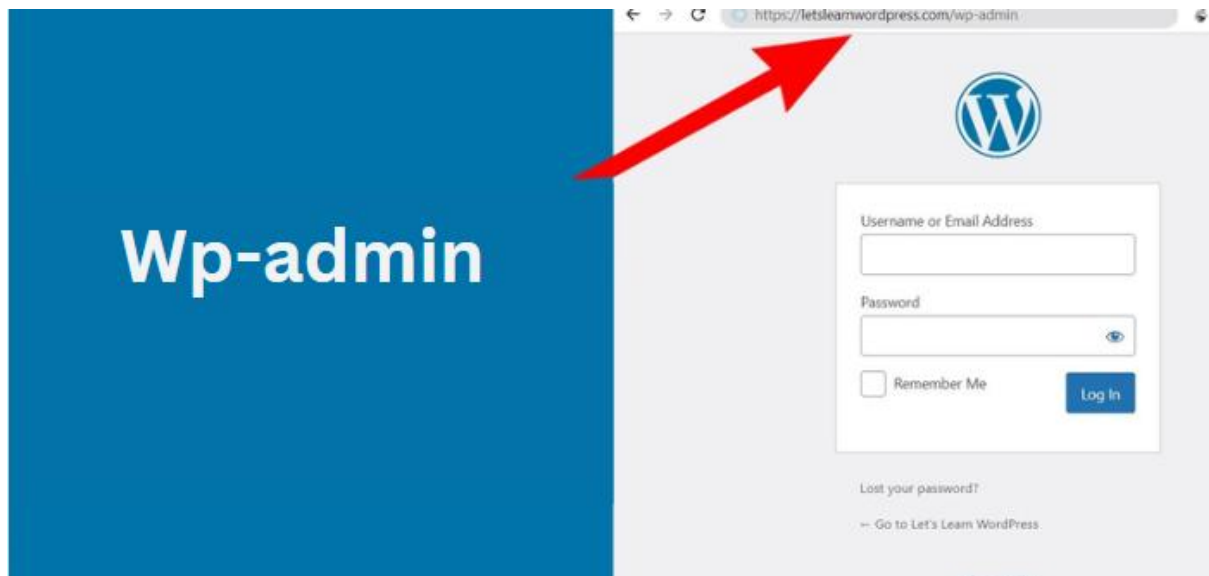 Wp-admin
https://letslearnwordpress.com/wp-admin
W
Username or Email Address
Password
Remember Me
Log In
Lost your password?
← Go to Let's Learn WordPress